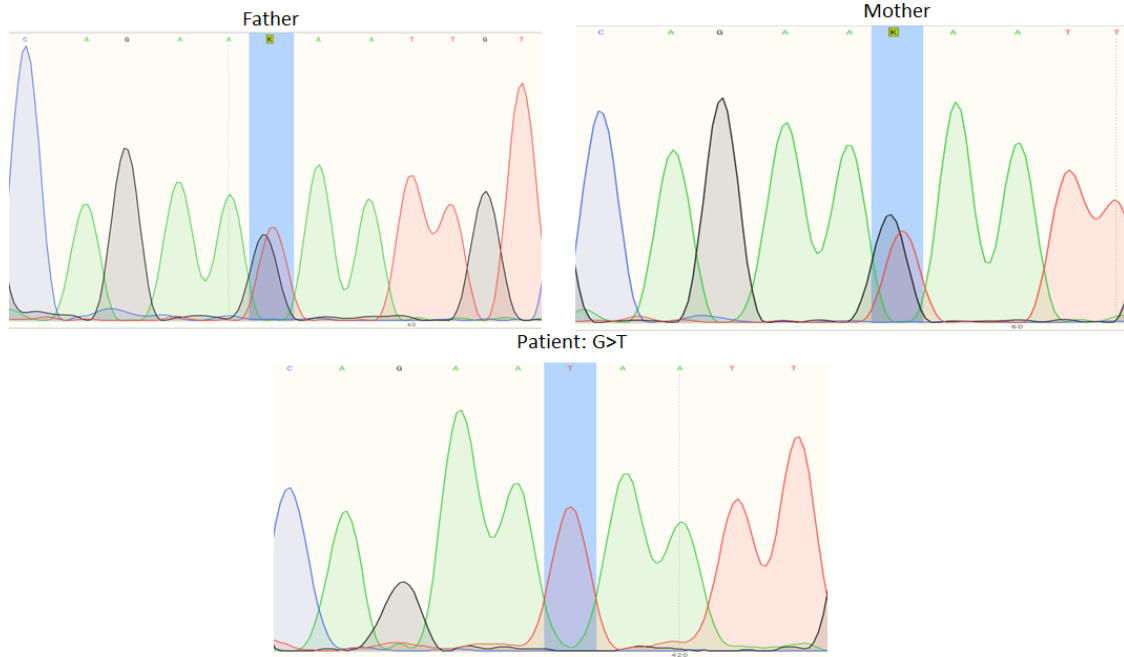 Father
C A G A A K A A T T G T
60
Mother
C A G A A K A A T T
60
Patient: G>T
C A G A A T A A T T
420